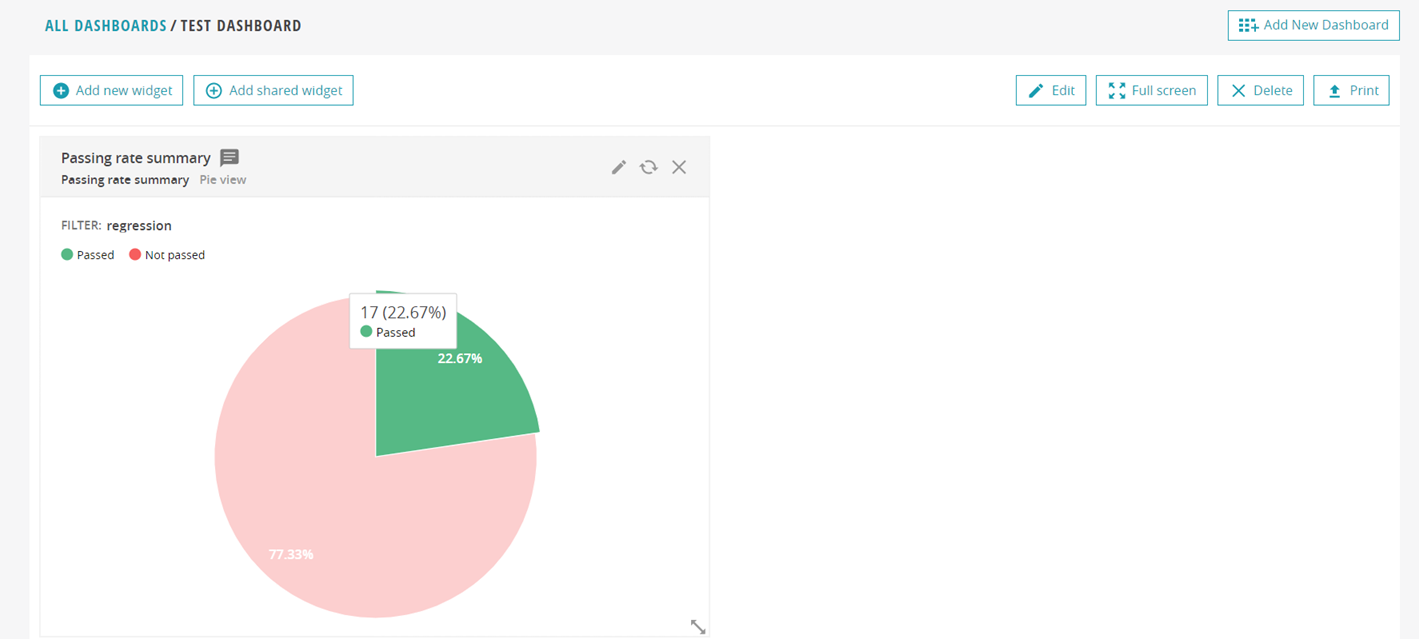 ALL DASHBOARDS / TEST DASHBOARD
Add New Dashboard
Add new widget
Add shared widget
Edit
Full screen
Delete
Print
Passing rate summary
Passing rate summary Pie view
FILTER: regression
Passed
Not passed
17 (22.67%)
Passed
22.67%
77.33%